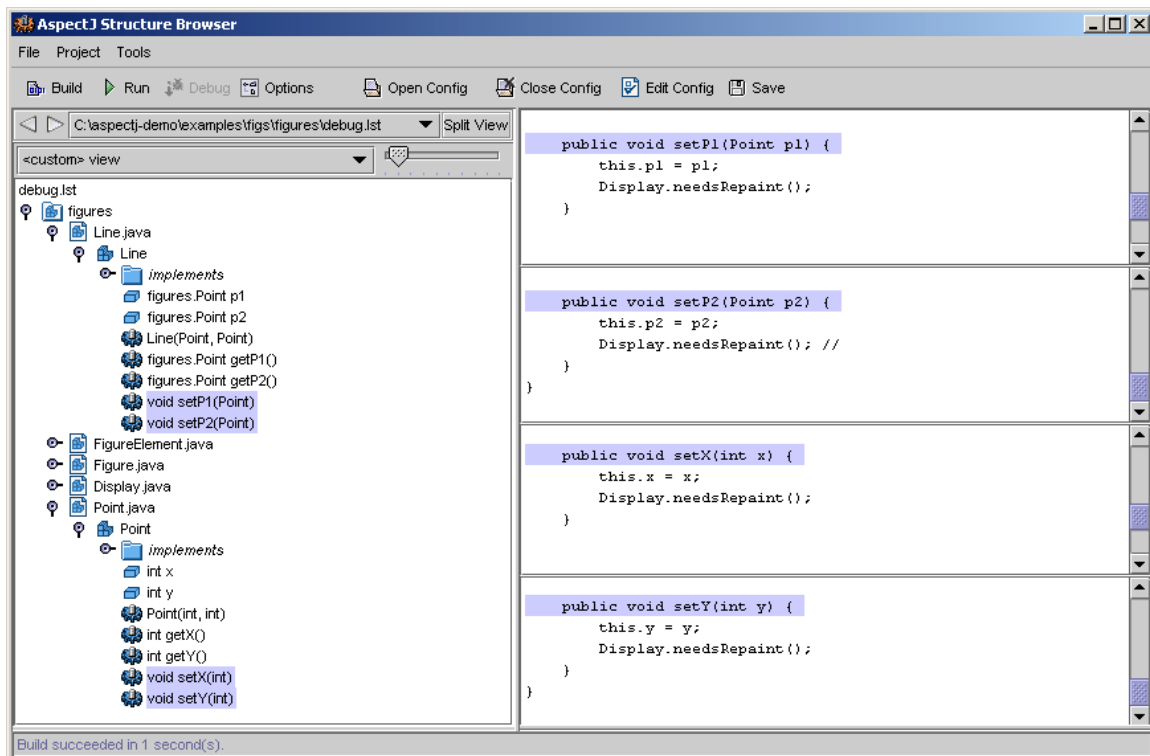 AspectJ Structure Browser
File Project Tools
Build Run Debug Options Open Config Close Config Edit Config Save
C:\aspectj-demo\examples\figs\figures\debug.lst Split View
<custom> view
debug.lst
figures
Line.java
Line
implements
figures.Point p1
figures.Point p2
Line(Point, Point)
figures.Point getP1()
figures.Point getP2()
void setP1(Point)
void setP2(Point)
FigureElement.java
Figure.java
Display.java
Point.java
Point
implements
int x
int y
Point(int, int)
int getX()
int getY()
void setX(int)
void setY(int)
public void setP1(Point p1) {
this.p1 = p1;
Display.needsRepaint();
}
public void setP2(Point p2) {
this.p2 = p2;
Display.needsRepaint(); //
}
}
public void setX(int x) {
this.x = x;
Display.needsRepaint();
}
public void setY(int y) {
this.y = y;
Display.needsRepaint();
}
}
Build succeeded in 1 second(s).